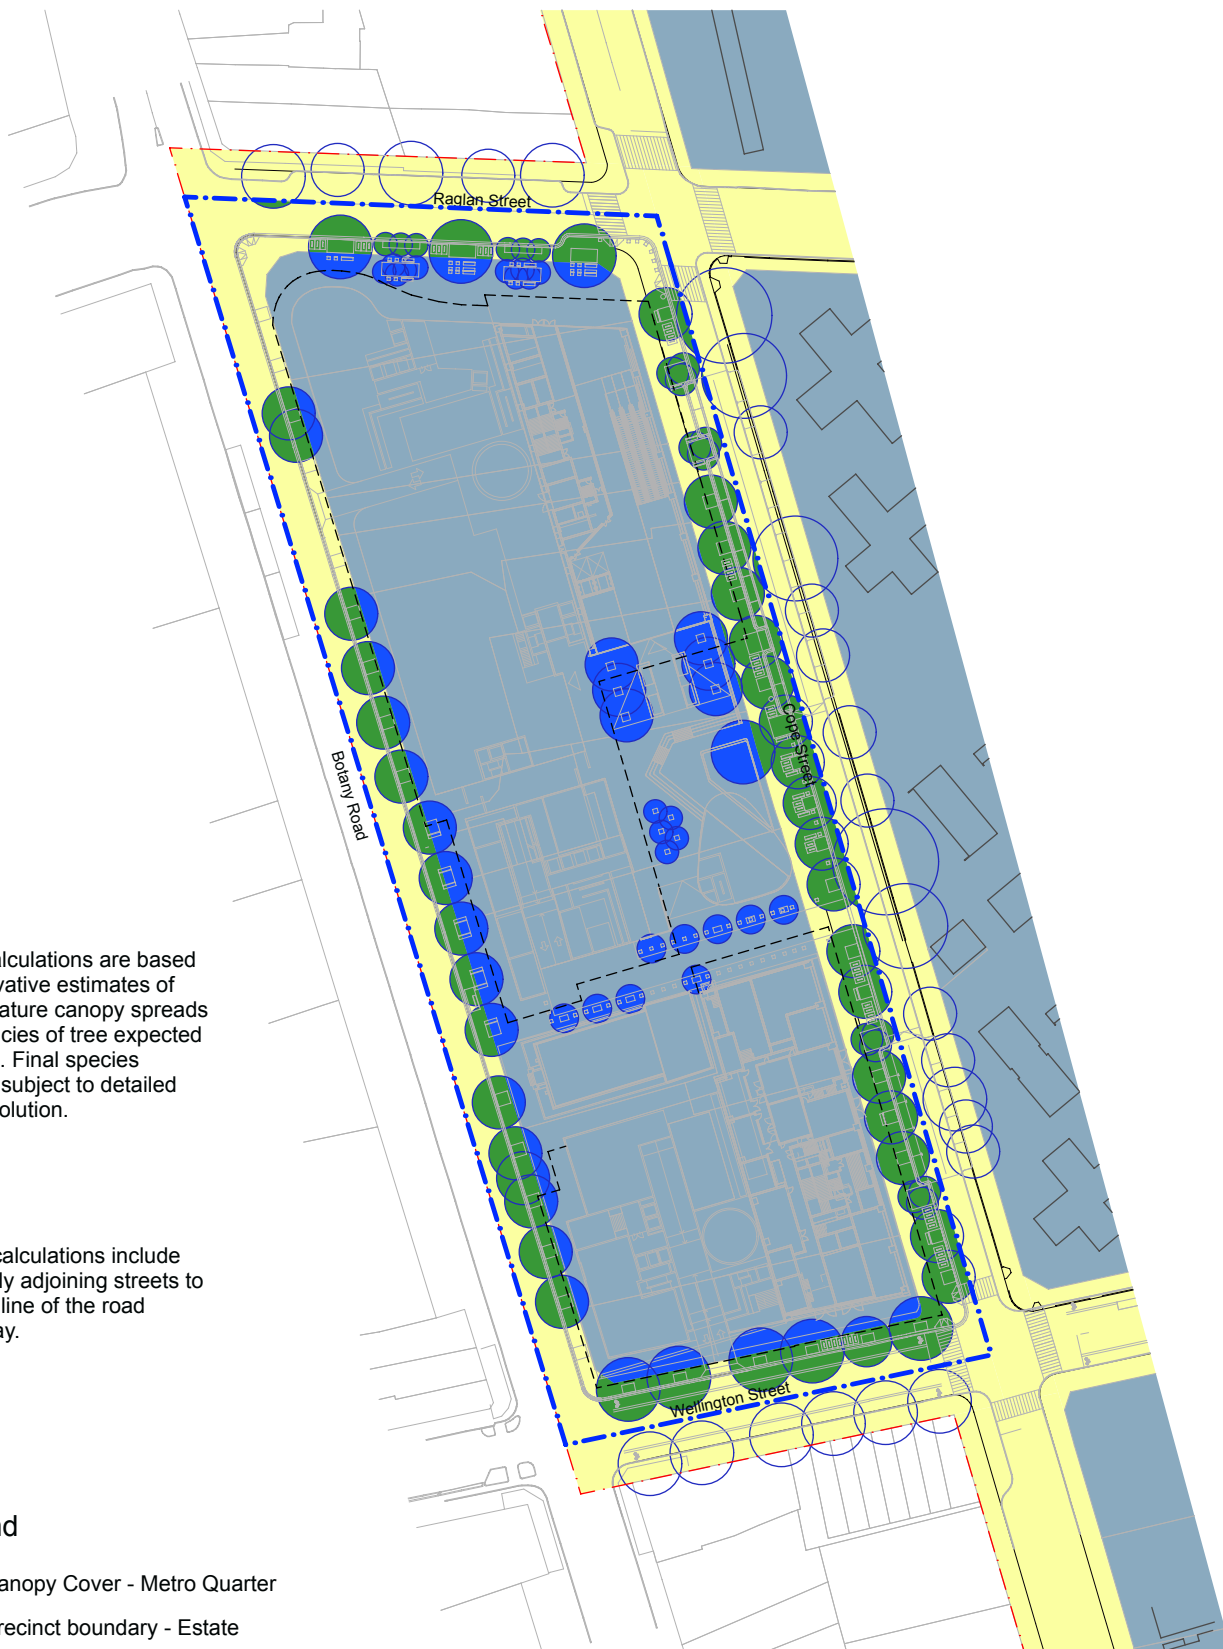 Raglan Street
Cope Street
Botany Road
Wellington Street
alculations are based
vative estimates of
ature canopy spreads
cies of tree expected
. Final species
subject to detailed
olution.
calculations include
ly adjoining streets to
line of the road
ay.
nd
anopy Cover - Metro Quarter
recinct boundary - Estate